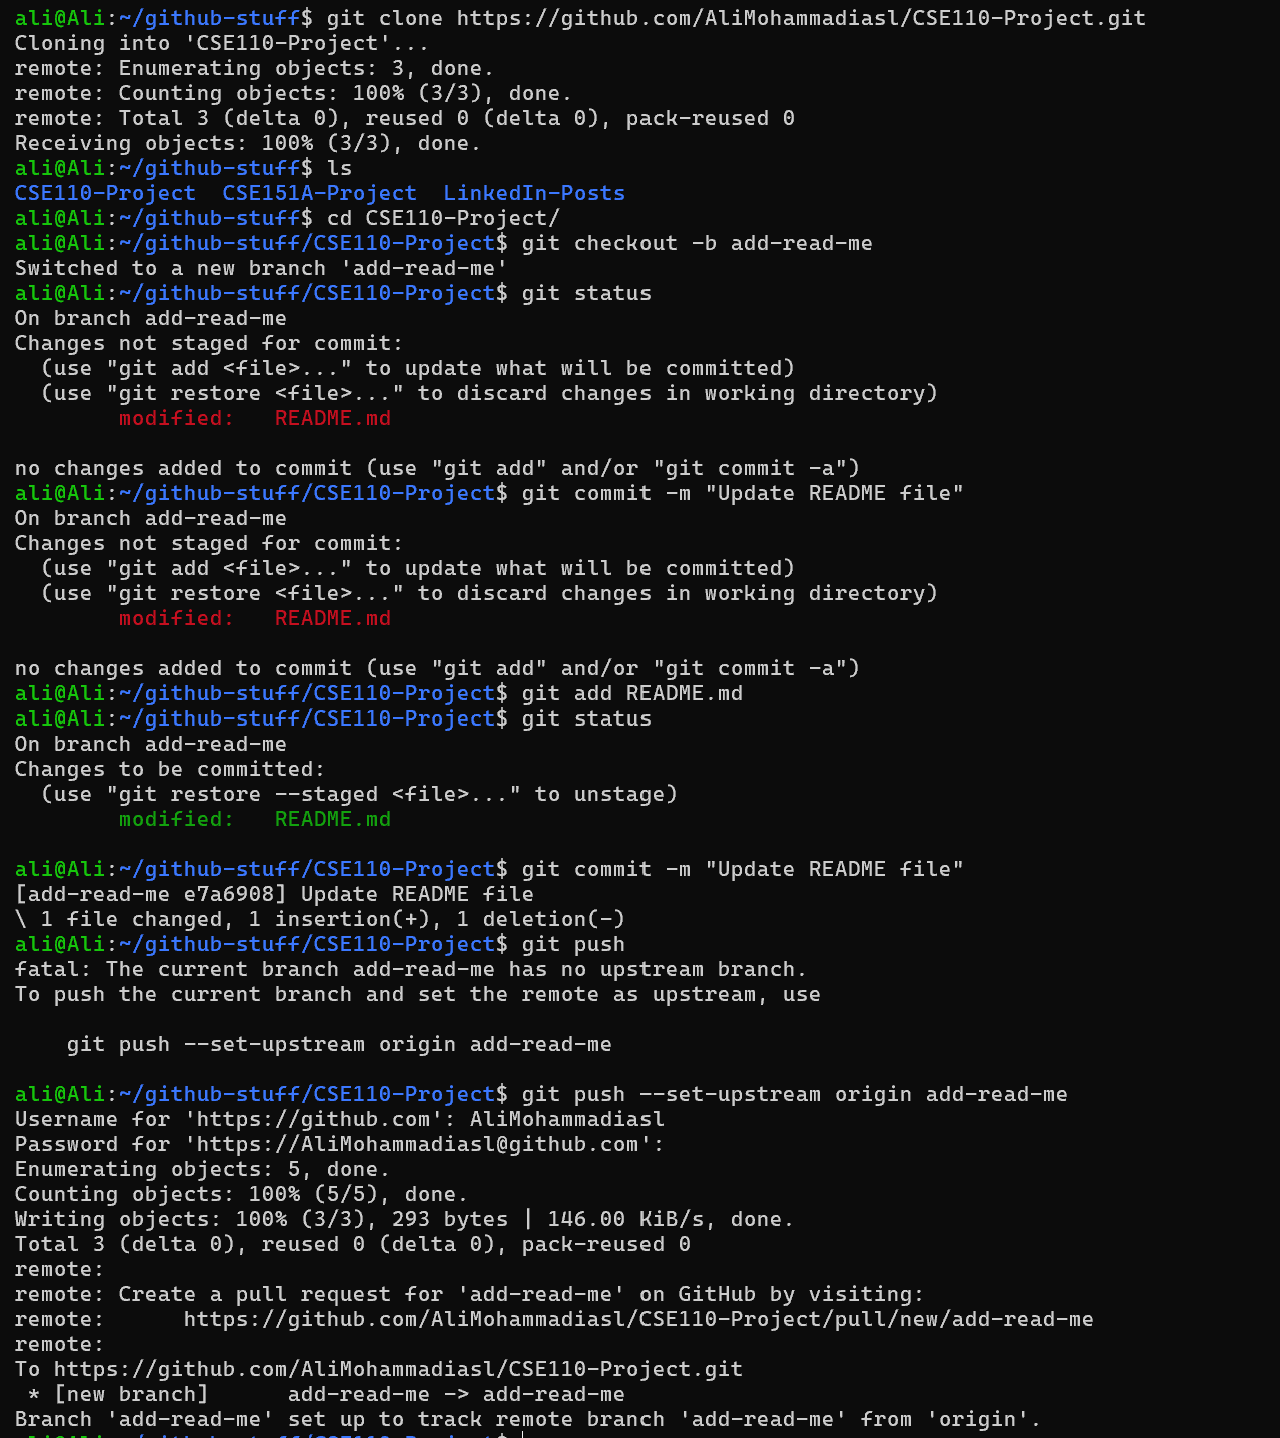 ali@Ali:~/github-stuff$ git clone https://github.com/AliMohammadiasl/CSE110-Project.git
Cloning into 'CSE110-Project'...
remote: Enumerating objects: 3, done.
remote: Counting objects: 100% (3/3), done.
remote: Total 3 (delta 0), reused 0 (delta 0), pack-reused 0
Receiving objects: 100% (3/3), done.
ali@Ali:~/github-stuff$ ls
CSE110-Project  CSE151A-Project  LinkedIn-Posts
ali@Ali:~/github-stuff$ cd CSE110-Project/
ali@Ali:~/github-stuff/CSE110-Project$ git checkout -b add-read-me
Switched to a new branch 'add-read-me'
ali@Ali:~/github-stuff/CSE110-Project$ git status
On branch add-read-me
Changes not staged for commit:
  (use "git add <file>..." to update what will be committed)
  (use "git restore <file>..." to discard changes in working directory)
        modified:   README.md

no changes added to commit (use "git add" and/or "git commit -a")
ali@Ali:~/github-stuff/CSE110-Project$ git commit -m "Update README file"
On branch add-read-me
Changes not staged for commit:
  (use "git add <file>..." to update what will be committed)
  (use "git restore <file>..." to discard changes in working directory)
        modified:   README.md

no changes added to commit (use "git add" and/or "git commit -a")
ali@Ali:~/github-stuff/CSE110-Project$ git add README.md
ali@Ali:~/github-stuff/CSE110-Project$ git status
On branch add-read-me
Changes to be committed:
  (use "git restore --staged <file>..." to unstage)
        modified:   README.md

ali@Ali:~/github-stuff/CSE110-Project$ git commit -m "Update README file"
[add-read-me e7a6908] Update README file
\ 1 file changed, 1 insertion(+), 1 deletion(-)
ali@Ali:~/github-stuff/CSE110-Project$ git push
fatal: The current branch add-read-me has no upstream branch.
To push the current branch and set the remote as upstream, use

    git push --set-upstream origin add-read-me

ali@Ali:~/github-stuff/CSE110-Project$ git push --set-upstream origin add-read-me
Username for 'https://github.com': AliMohammadiasl
Password for 'https://AliMohammadiasl@github.com':
Enumerating objects: 5, done.
Counting objects: 100% (5/5), done.
Writing objects: 100% (3/3), 293 bytes | 146.00 KiB/s, done.
Total 3 (delta 0), reused 0 (delta 0), pack-reused 0
remote:
remote: Create a pull request for 'add-read-me' on GitHub by visiting:
remote:      https://github.com/AliMohammadiasl/CSE110-Project/pull/new/add-read-me
remote:
To https://github.com/AliMohammadiasl/CSE110-Project.git
 * [new branch]      add-read-me -> add-read-me
Branch 'add-read-me' set up to track remote branch 'add-read-me' from 'origin'.